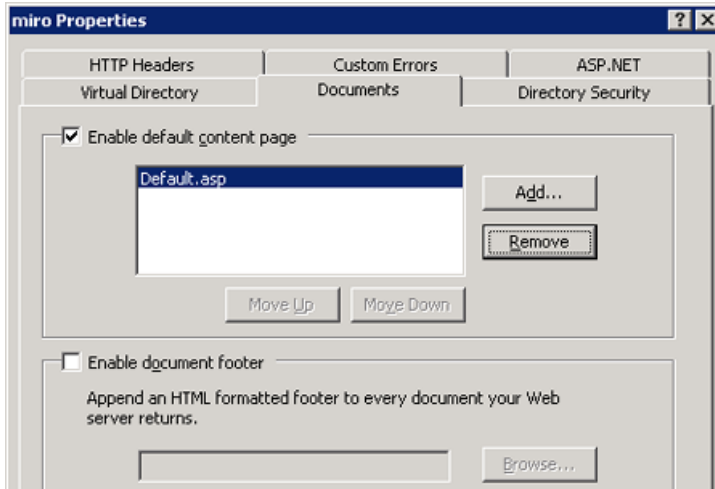 miro Properties
HTTP Headers
Custom Errors
ASP.NET
Virtual Directory
Documents
Directory Security
Enable default content page
Default.asp
Add...
Remove
Move Up
Move Down
Enable document footer
Append an HTML formatted footer to every document your Web
server returns.
Browse...